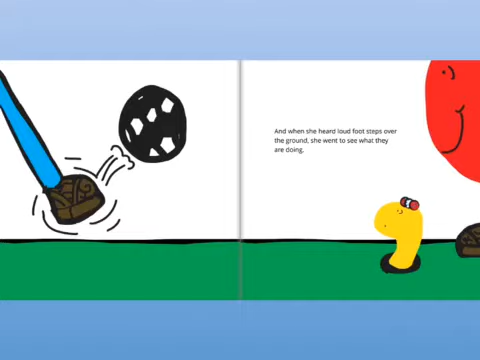 And when she heard loud foot steps over
the ground, she went to see what they
are doing.